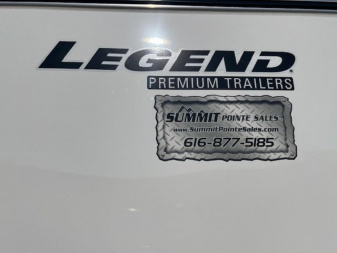 LEGEND
PREMIUM TRAILERS
SUMMIT POINTE SALES
www.SummitPointeSales.com
616-877-5185